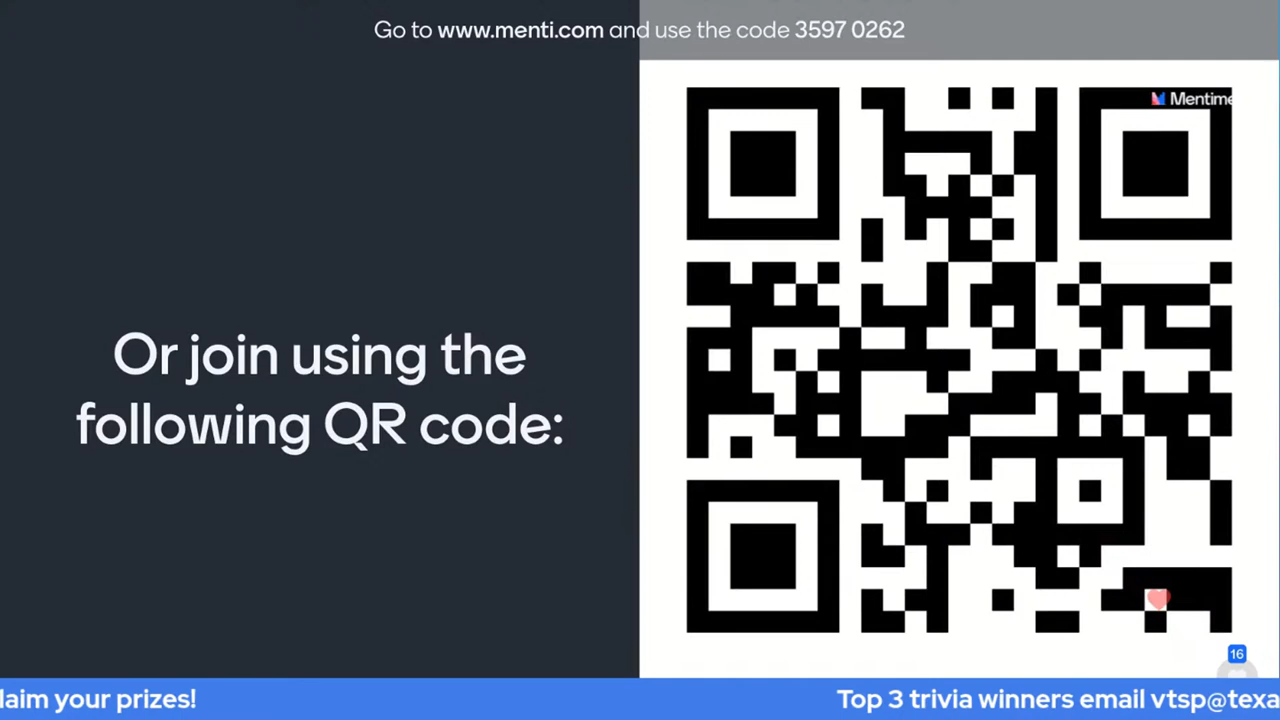 Go to www.menti.com and use the code 3597 0262
Mentime
Or join using the
following QR code:
16
laim your prizes!
Top 3 trivia winners email vtsp@texa